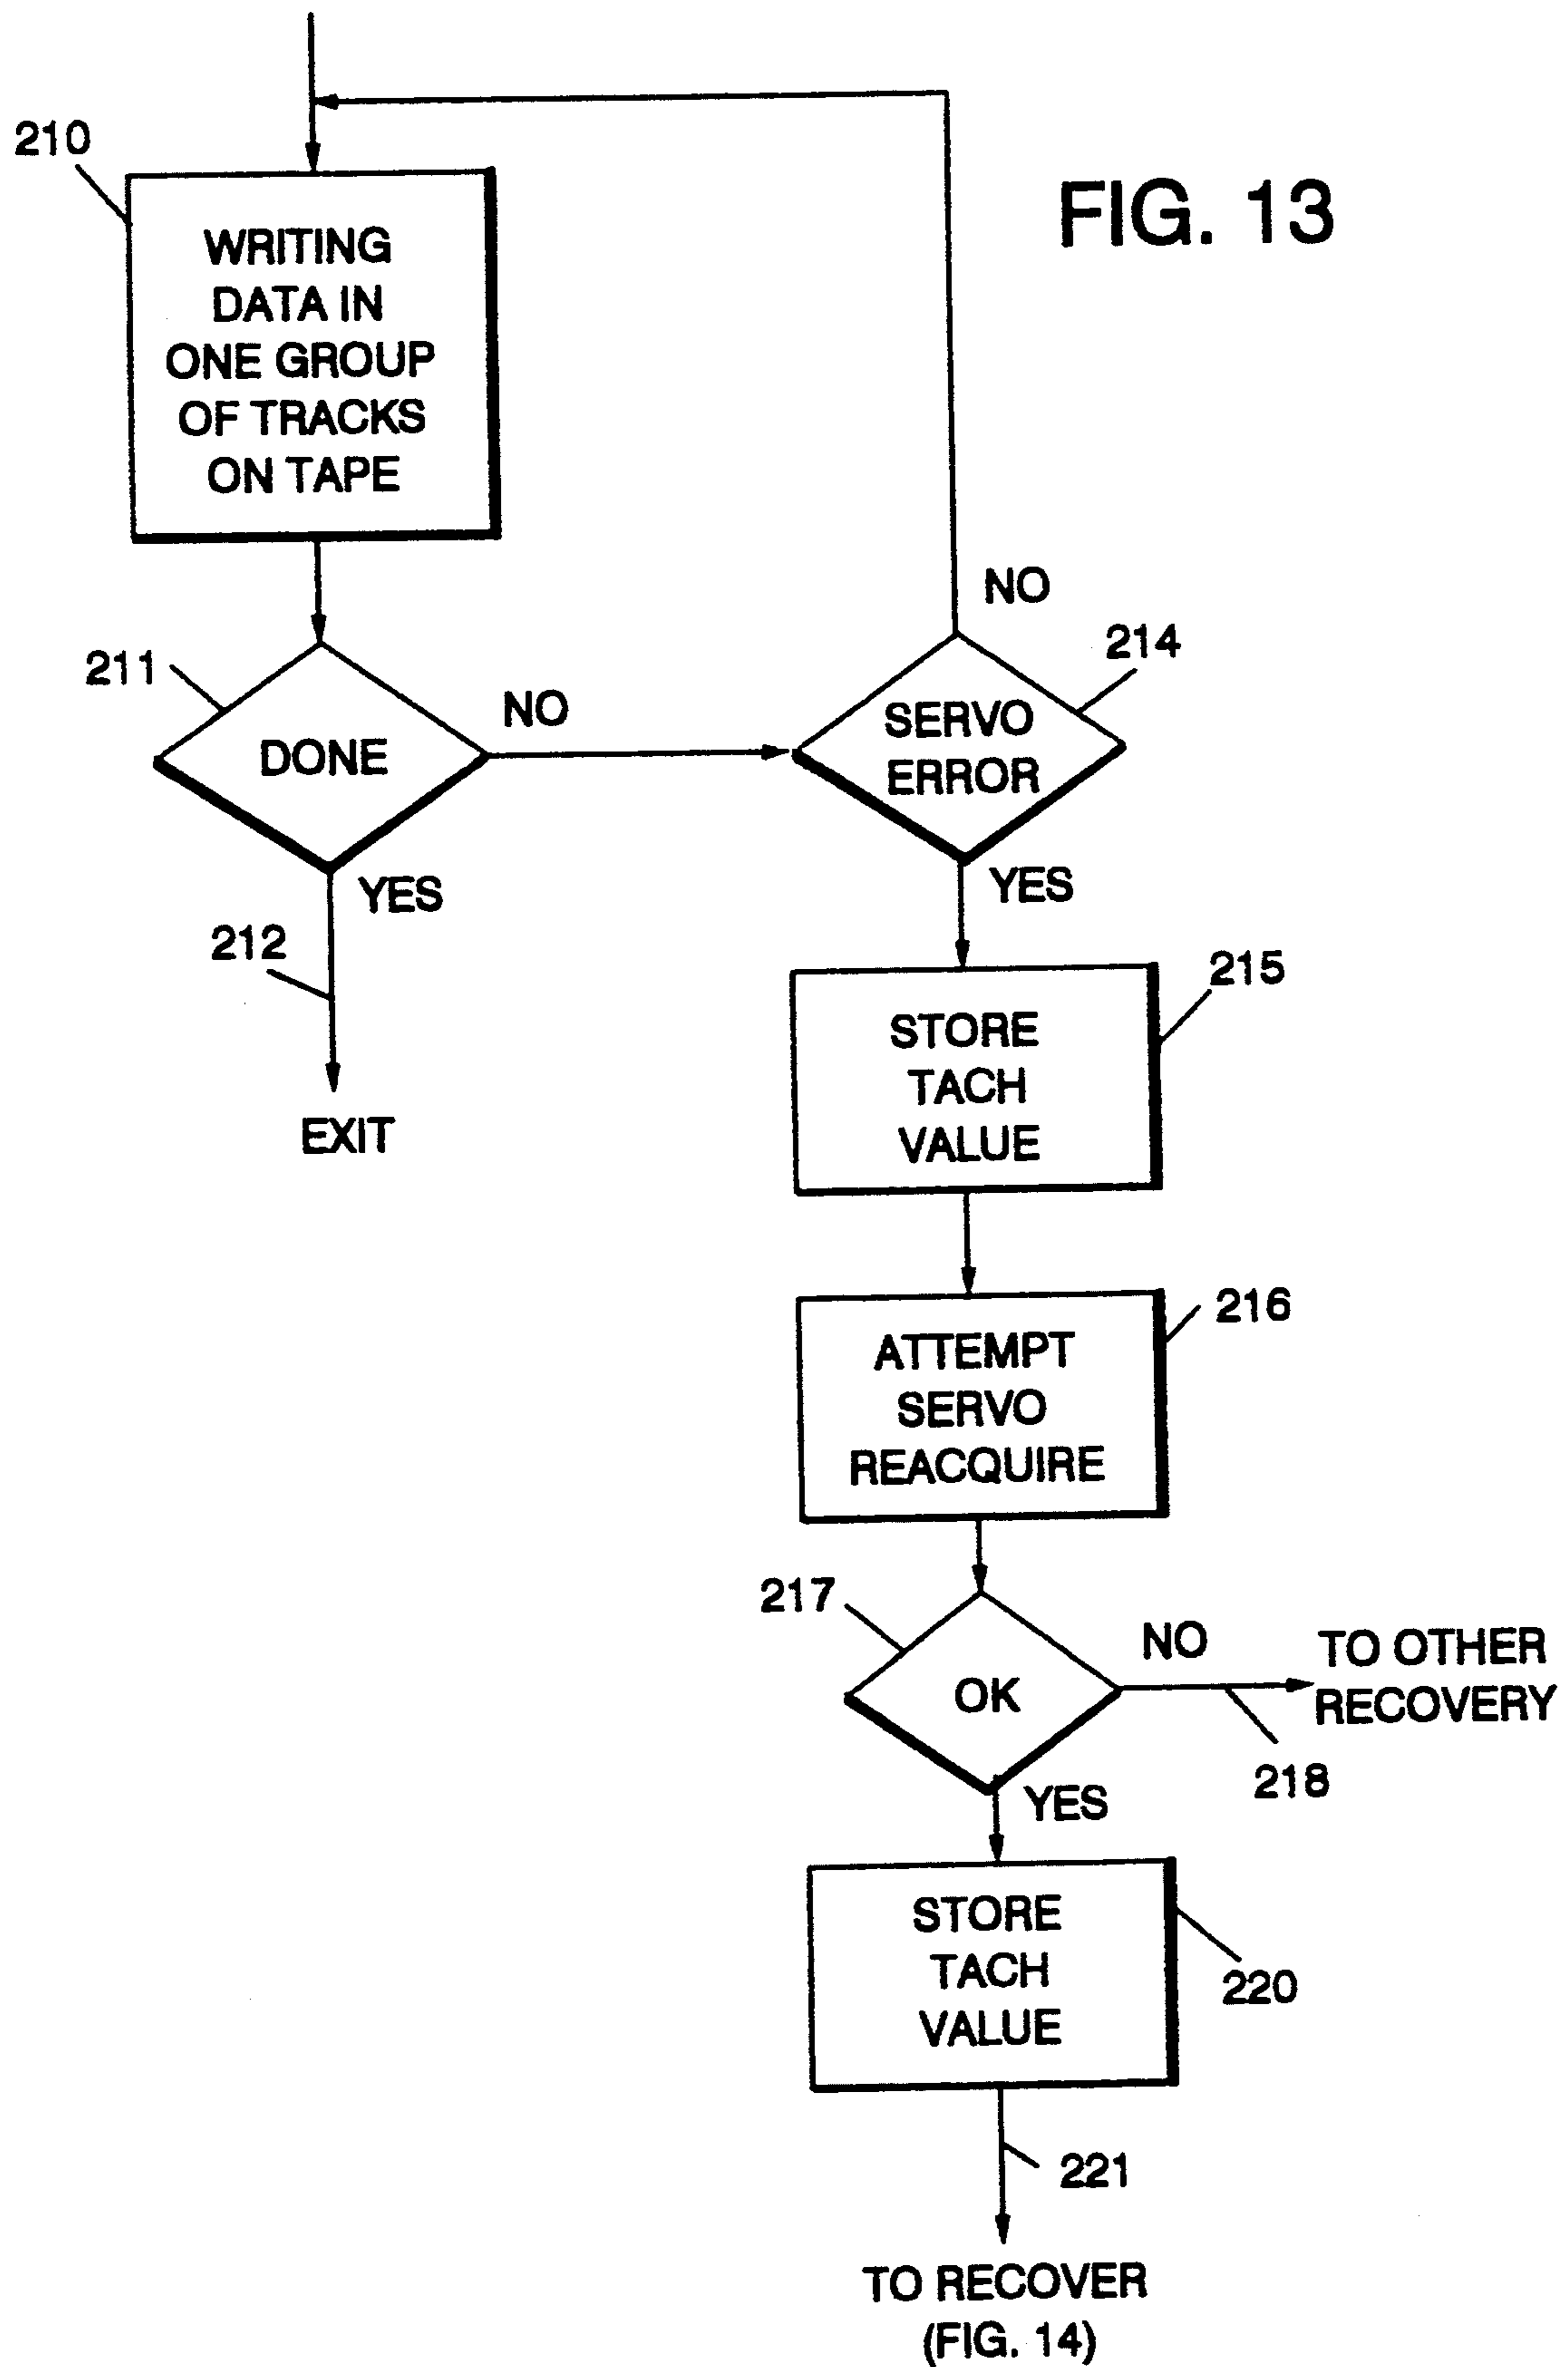 FIG. 13
210
WRITING
DATA IN
ONE GROUP
OF TRACKS
ON TAPE
NO
211
DONE
NO
214
SERVO
ERROR
YES
YES
212
EXIT
215
STORE
TACH
VALUE
216
ATTEMPT
SERVO
REACQUIRE
217
OK
NO
TO OTHER
RECOVERY
218
YES
STORE
TACH
VALUE
220
221
TO RECOVER
(FIG. 14)